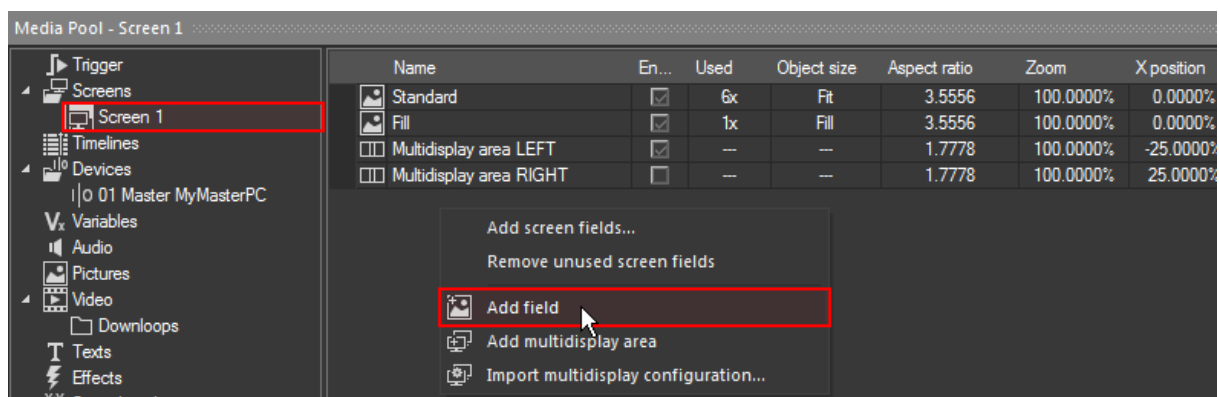 Media Pool - Screen 1
Trigger
Screens
Screen 1
Timelines
Devices
01 Master MyMasterPC
Variables
Audio
Pictures
Video
Downloops
Texts
Effects
Name En... Used Object size Aspect ratio Zoom X position
Standard 6x Fit 3.5556 100.0000% 0.0000%
Fill 1x Fill 3.5556 100.0000% 0.0000%
Multidisplay area LEFT --- --- 1.7778 100.0000% -25.0000%
Multidisplay area RIGHT --- --- 1.7778 100.0000% 25.0000%
Add screen fields...
Remove unused screen fields
Add field
Add multidisplay area
Import multidisplay configuration...